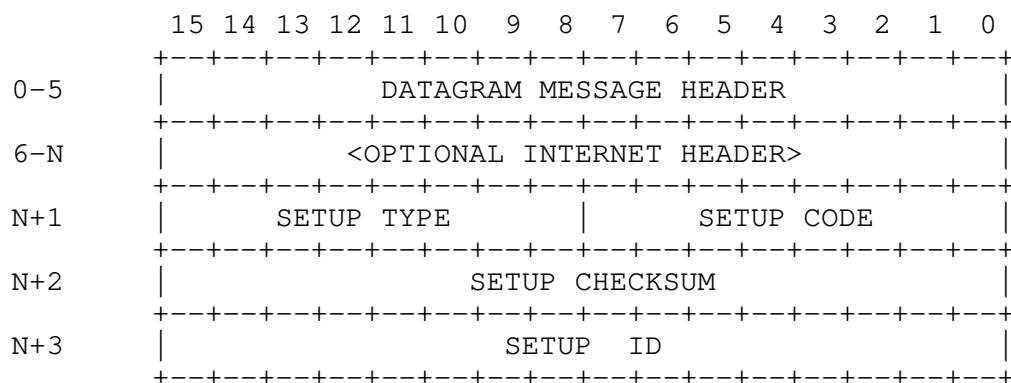 15 14 13 12 11 10 9 8 7 6 5 4 3 2 1 0
+--+--+--+--+--+--+--+--+--+--+--+--+--+--+--+--+
0-5 | DATAGRAM MESSAGE HEADER |
+--+--+--+--+--+--+--+--+--+--+--+--+--+--+--+--+
6-N | <OPTIONAL INTERNET HEADER> |
+--+--+--+--+--+--+--+--+--+--+--+--+--+--+--+--+
N+1 | SETUP TYPE | SETUP CODE |
+--+--+--+--+--+--+--+--+--+--+--+--+--+--+--+--+
N+2 | SETUP CHECKSUM |
+--+--+--+--+--+--+--+--+--+--+--+--+--+--+--+--+
N+3 | SETUP ID |
+--+--+--+--+--+--+--+--+--+--+--+--+--+--+--+--+